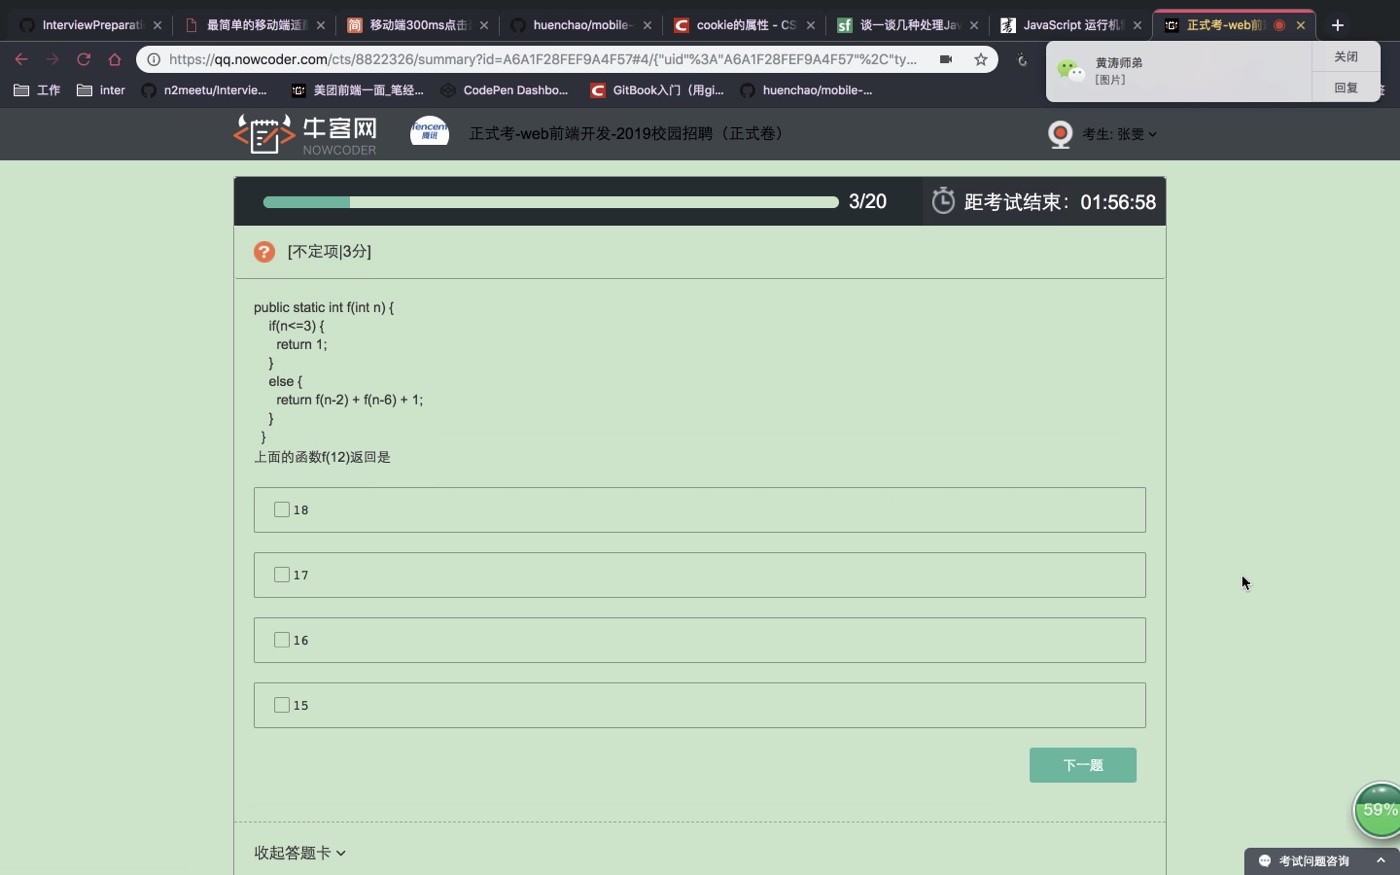 InterviewPreparati
最简单的移动端适
移动端300ms点击
huenchao/mobile-
cookie的属性 - CS
谈一谈几种处理Jav
JavaScript 运行机
正式考-web前
https://qq.nowcoder.com/cts/8822326/summary?id=A6A1F28FEF9A4F57#4/{"uid"%3A"A6A1F28FEF9A4F57"%2C"ty...
黄涛师弟
[图片]
关闭
回复
工作
inter
n2meetu/Intervie...
美团前端一面_笔经...
CodePen Dashbo...
GitBook入门（用gi...
huenchao/mobile-...
牛客网
NOWCODER
Tencent
腾讯
正式考-web前端开发-2019校园招聘（正式卷）
考生: 张雯
3/20
距考试结束：01:56:58
? [不定项|3分]
public static int f(int n) {
if(n<=3) {
return 1;
}
else {
return f(n-2) + f(n-6) + 1;
}
}
上面的函数f(12)返回是
18
17
16
15
下一题
59%
收起答题卡
考试问题咨询